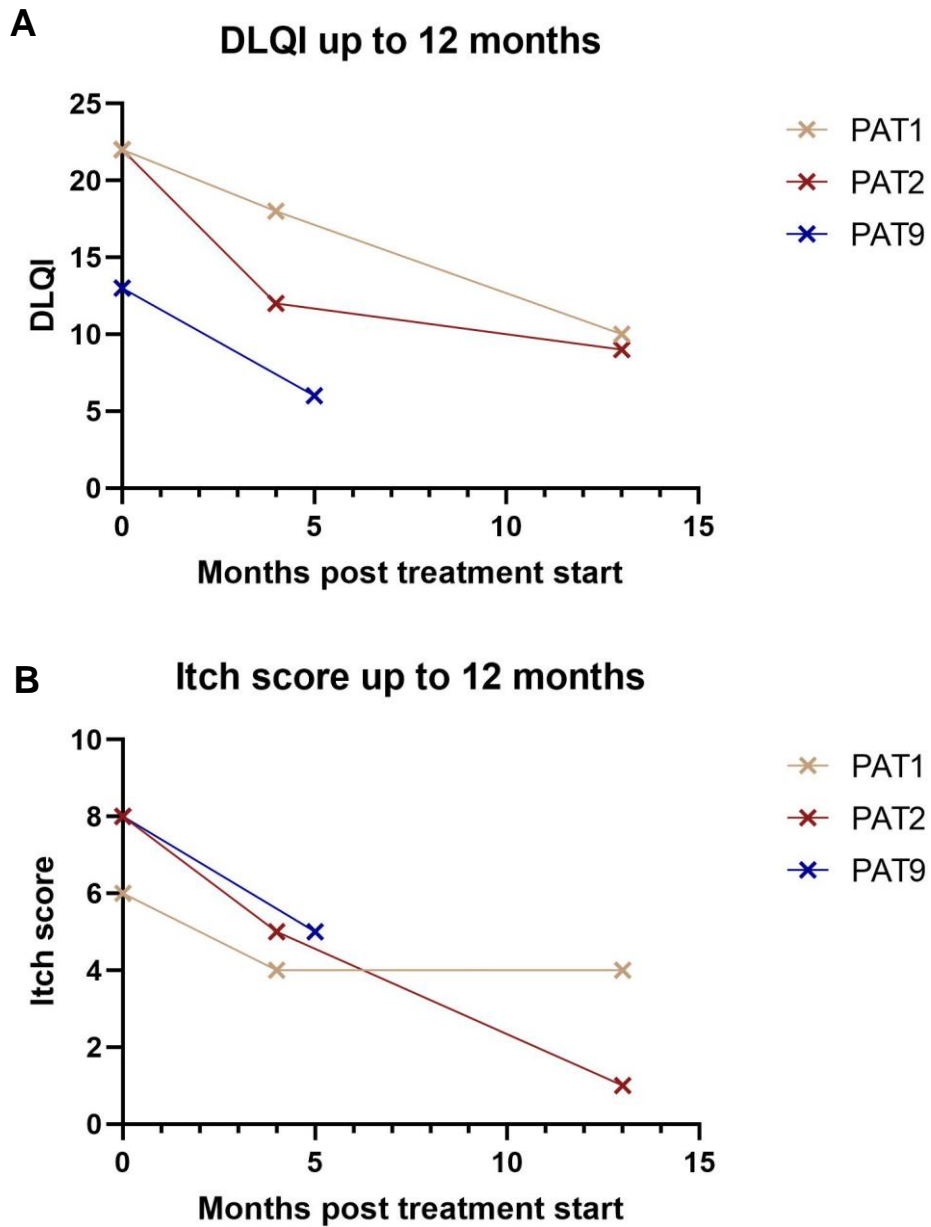 A
DLQI up to 12 months
25
20
15
10
5
0
DLQI
0 5 10 15
Months post treatment start
PAT1
PAT2
PAT9
B
Itch score up to 12 months
10
8
6
4
2
0
Itch score
0 5 10 15
Months post treatment start
PAT1
PAT2
PAT9